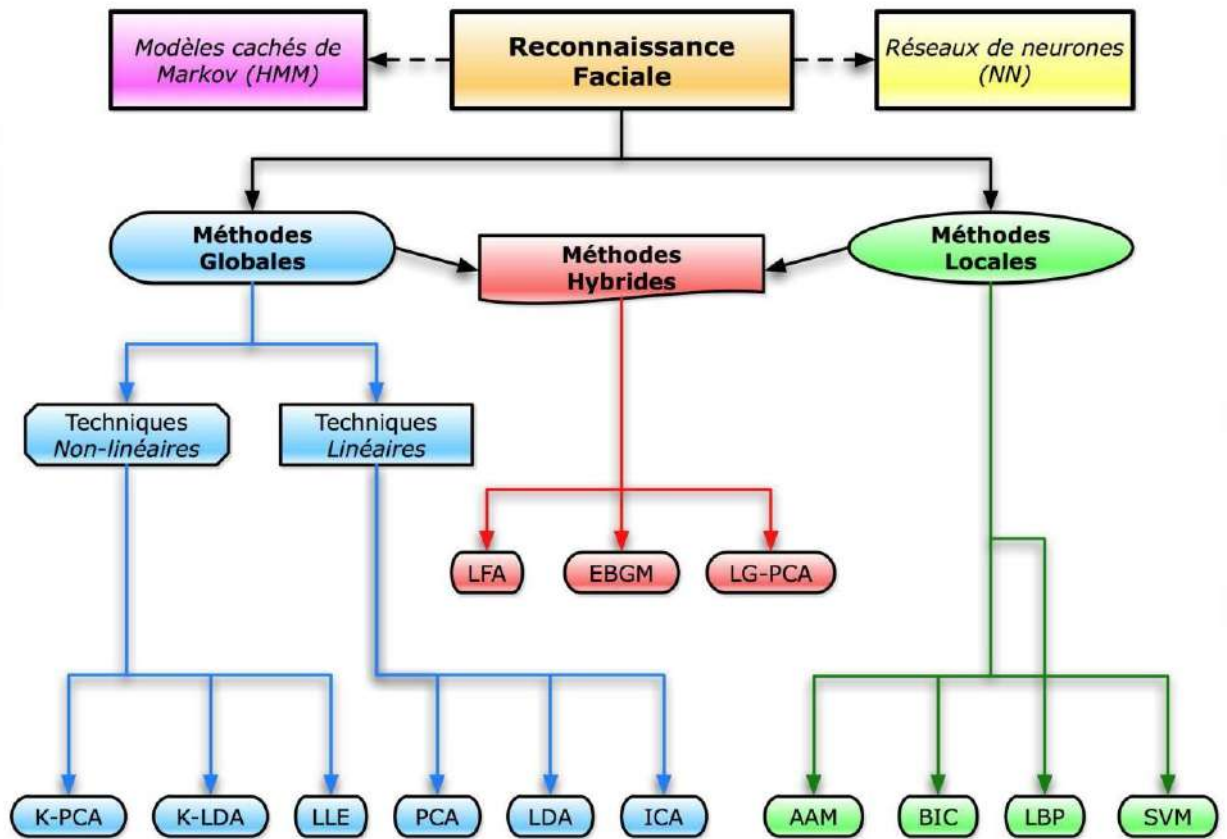 Modèles cachés de
Markov (HMM)
Reconnaissance
Faciale
Réseaux de neurones
(NN)
Méthodes
Globales
Méthodes
Hybrides
Méthodes
Locales
Techniques
Non-linéaires
Techniques
Linéaires
LFA
EBGM
LG-PCA
K-PCA
K-LDA
LLE
PCA
LDA
ICA
AAM
BIC
LBP
SVM